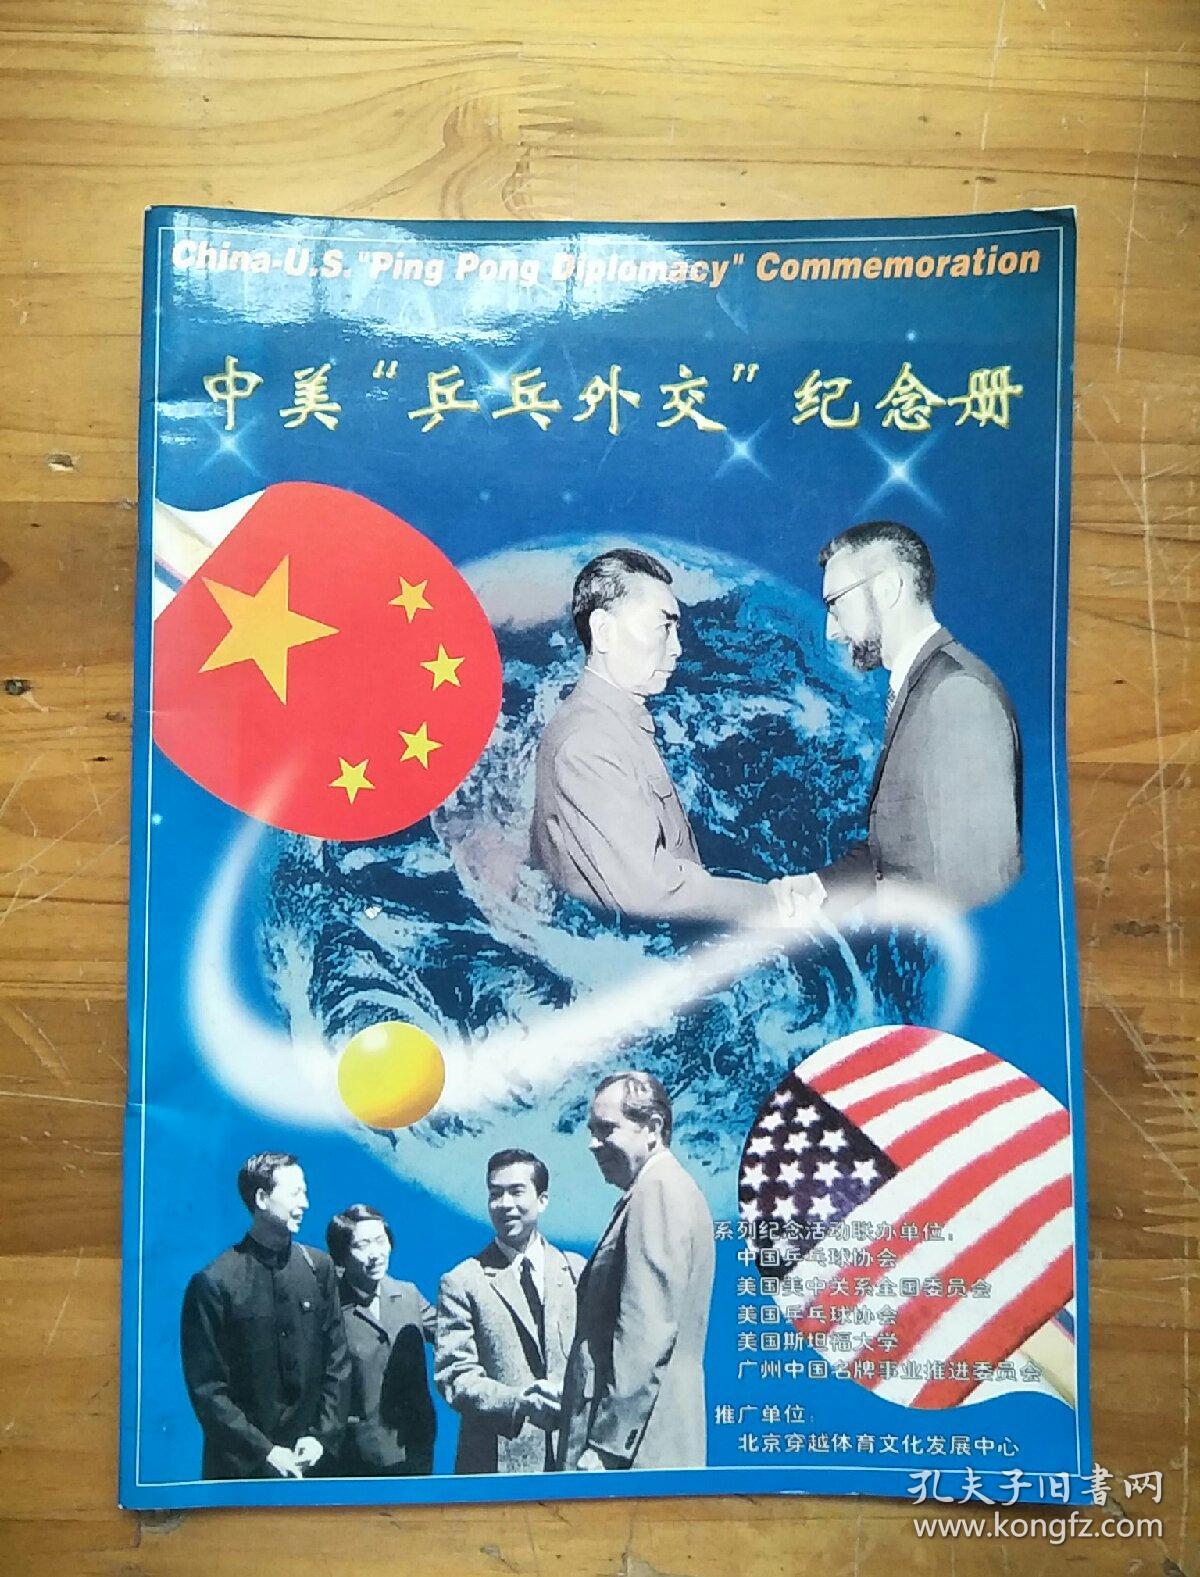 China-U.S. "Ping Pong Diplomacy" Commemoration
中美“乒乓外交”纪念册
系列纪念活动联办单位：
中国乒乓球协会
美国美中关系全国委员会
美国乒乓球协会
美国斯坦福大学
广州中国名牌事业推进委员会
推广单位：
北京穿越体育文化发展中心
孔夫子旧书网
www.kongfz.com